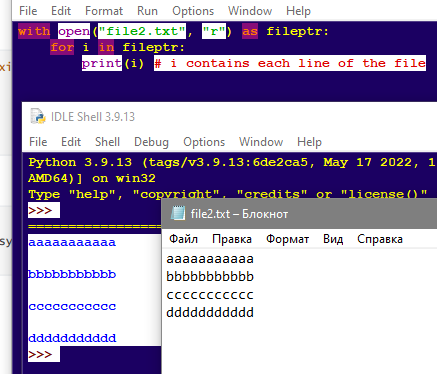 File Edit Format Run Options Window Help
with open("file2.txt", "r") as fileptr:
for i in fileptr:
print(i) # i contains each line of the file
IDLE Shell 3.9.13
File Edit Shell Debug Options Window Help
Python 3.9.13 (tags/v3.9.13:6de2ca5, May 17 2022, 1
AMD64)] on win32
Type "help", "copyright", "credits" or "license()"
>>>
aaaaaaaaaaa
bbbbbbbbbbb
ccccccccccc
ddddddddddd
>>>
file2.txt – Блокнот
Файл Правка Формат Вид Справка
aaaaaaaaaaa
bbbbbbbbbbb
ccccccccccc
ddddddddddd